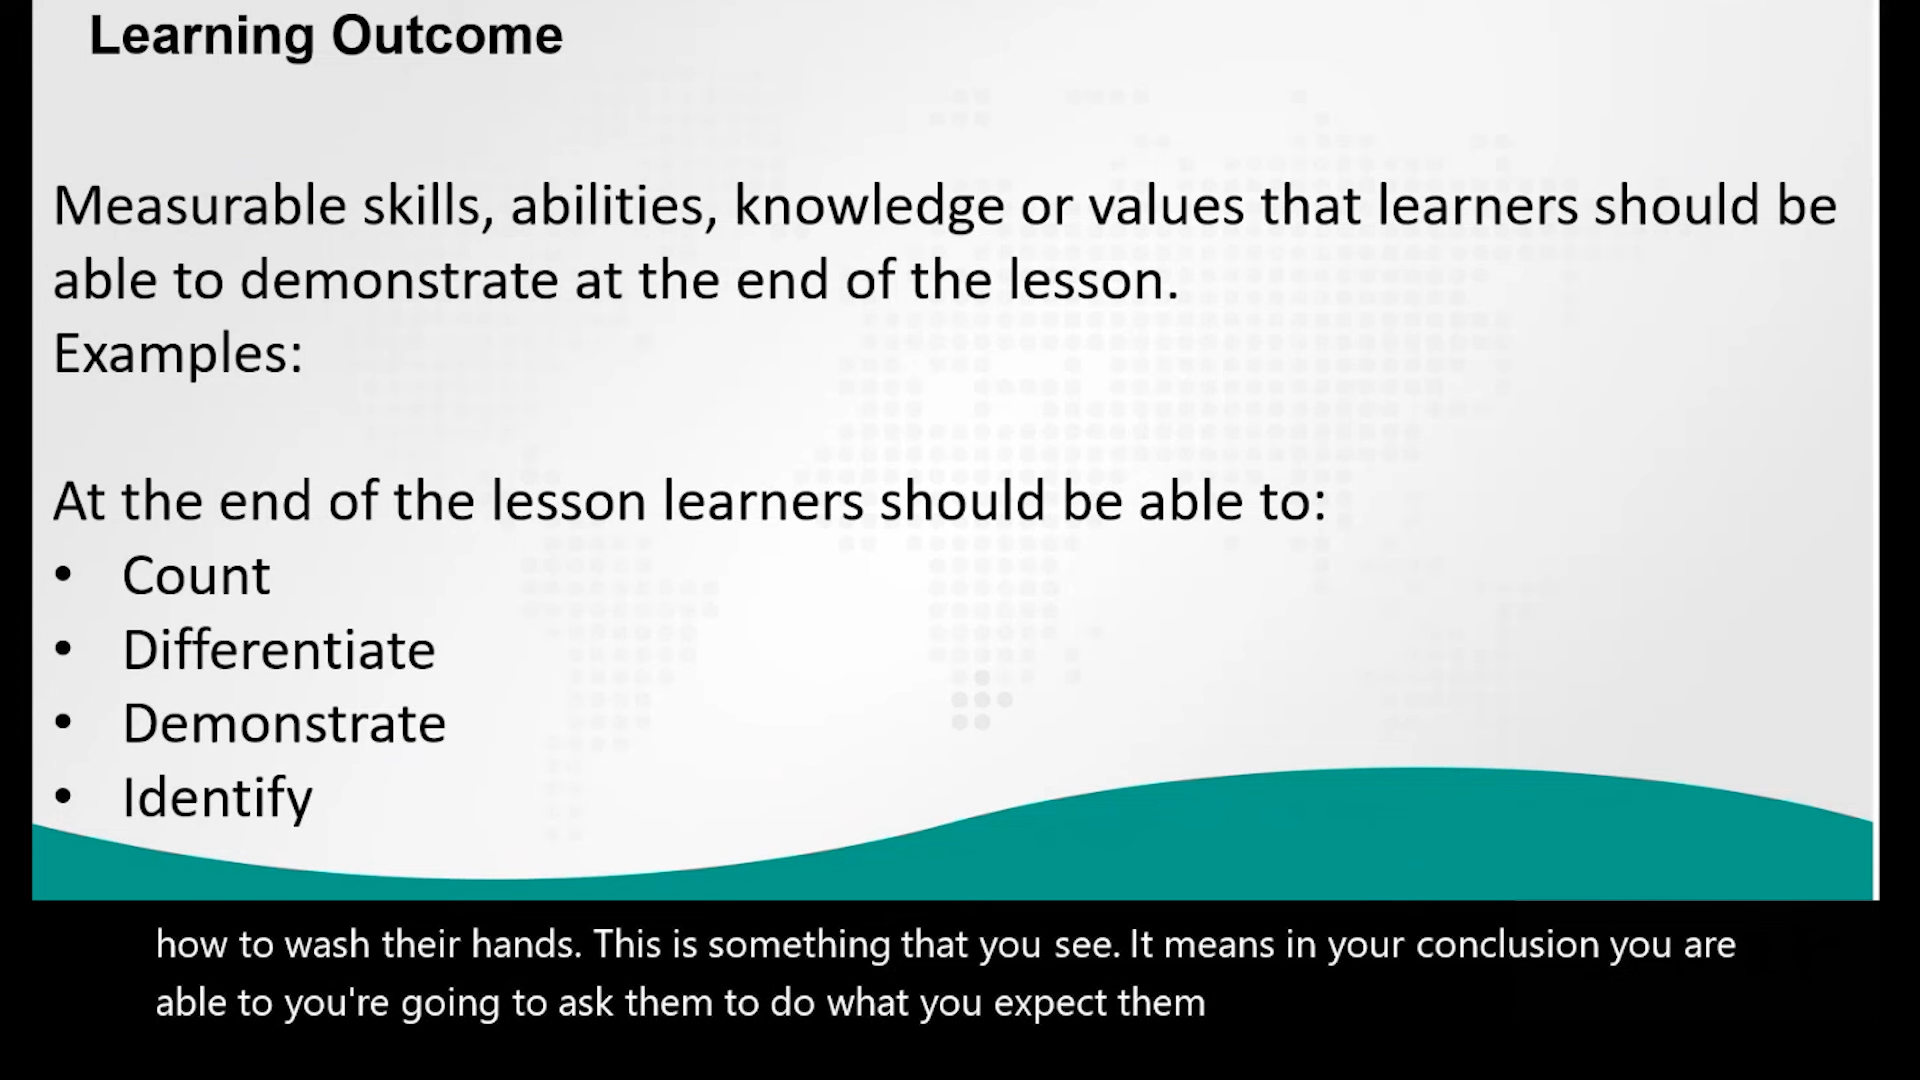 Learning Outcome
Measurable skills, abilities, knowledge or values that learners should be
able to demonstrate at the end of the lesson.
Examples:
At the end of the lesson learners should be able to:
• Count
• Differentiate
• Demonstrate
• Identify
how to wash their hands. This is something that you see. It means in your conclusion you are
able to you're going to ask them to do what you expect them